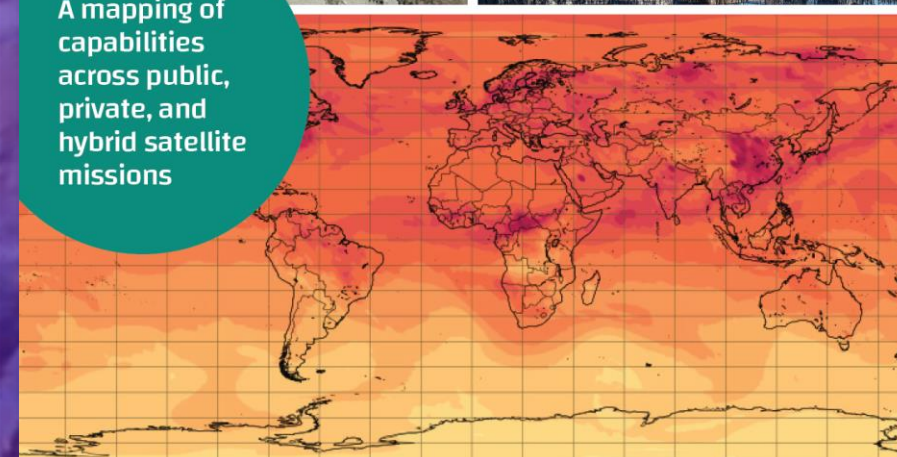 A mapping of
capabilities
across public,
private, and
hybrid satellite
missions